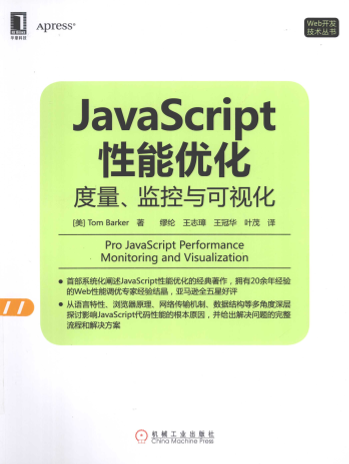 华章科技
Apress®
Web开发
技术丛书
JavaScript
性能优化
度量、监控与可视化
[美] Tom Barker 著 缪纶 王志璋 王冠华 叶茂 译
Pro JavaScript Performance
Monitoring and Visualization
首部系统化阐述JavaScript性能优化的经典著作，拥有20余年经验
的Web性能调优专家经验结晶，亚马逊全五星好评
从语言特性、浏览器原理、网络传输机制、数据结构等多角度深层
探讨影响JavaScript代码性能的根本原因，并给出解决问题的完整
流程和解决方案
机械工业出版社
China Machine Press